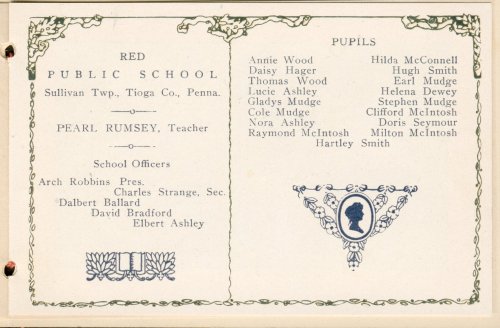 RED
PUBLIC SCHOOL
Sullivan Twp., Tioga Co., Penna.
PEARL RUMSEY, Teacher
School Officers
Arch Robbins Pres.
Charles Strange, Sec.
Dalbert Ballard
David Bradford
Elbert Ashley
PUPILS
Annie Wood Hilda McConnell
Daisy Hager Hugh Smith
Thomas Wood Earl Mudge
Lucie Ashley Helena Dewey
Gladys Mudge Stephen Mudge
Cole Mudge Clifford McIntosh
Nora Ashley Doris Seymour
Raymond McIntosh Milton McIntosh
Hartley Smith